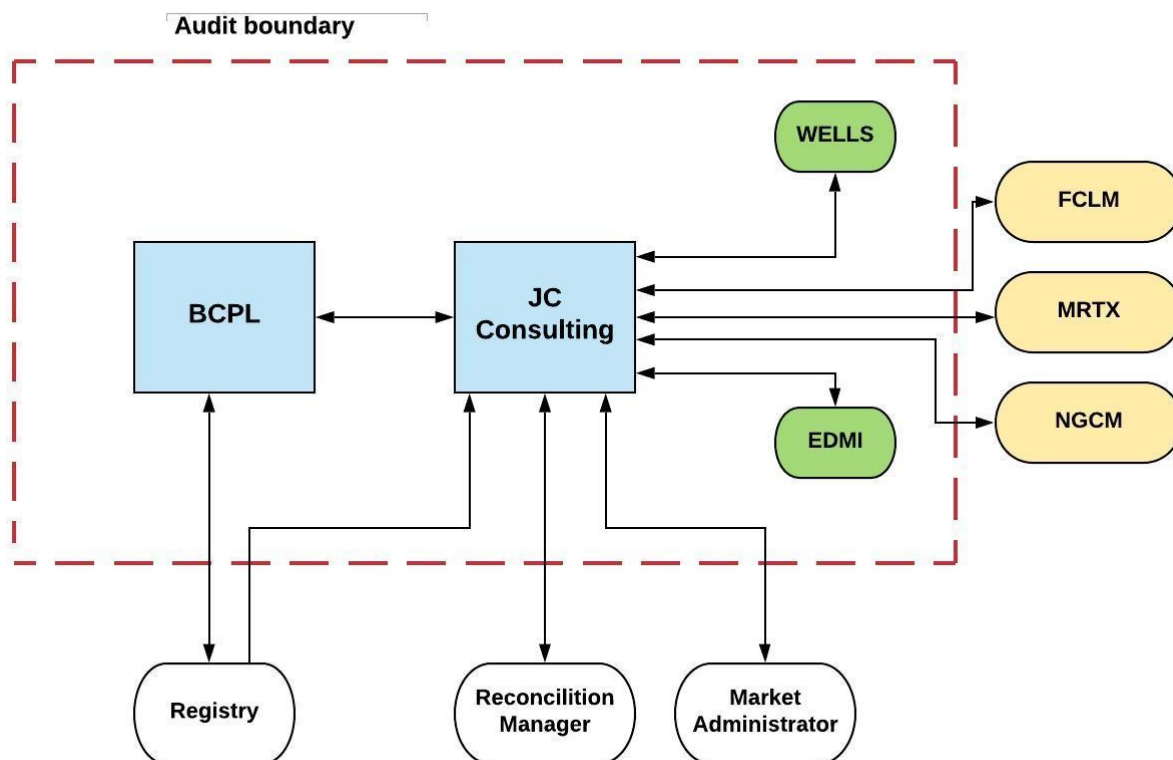 Audit boundary
WELLS
FCLM
BCPL
JC
Consulting
MRTX
NGCM
EDMI
Registry
Reconcilition
Manager
Market
Administrator